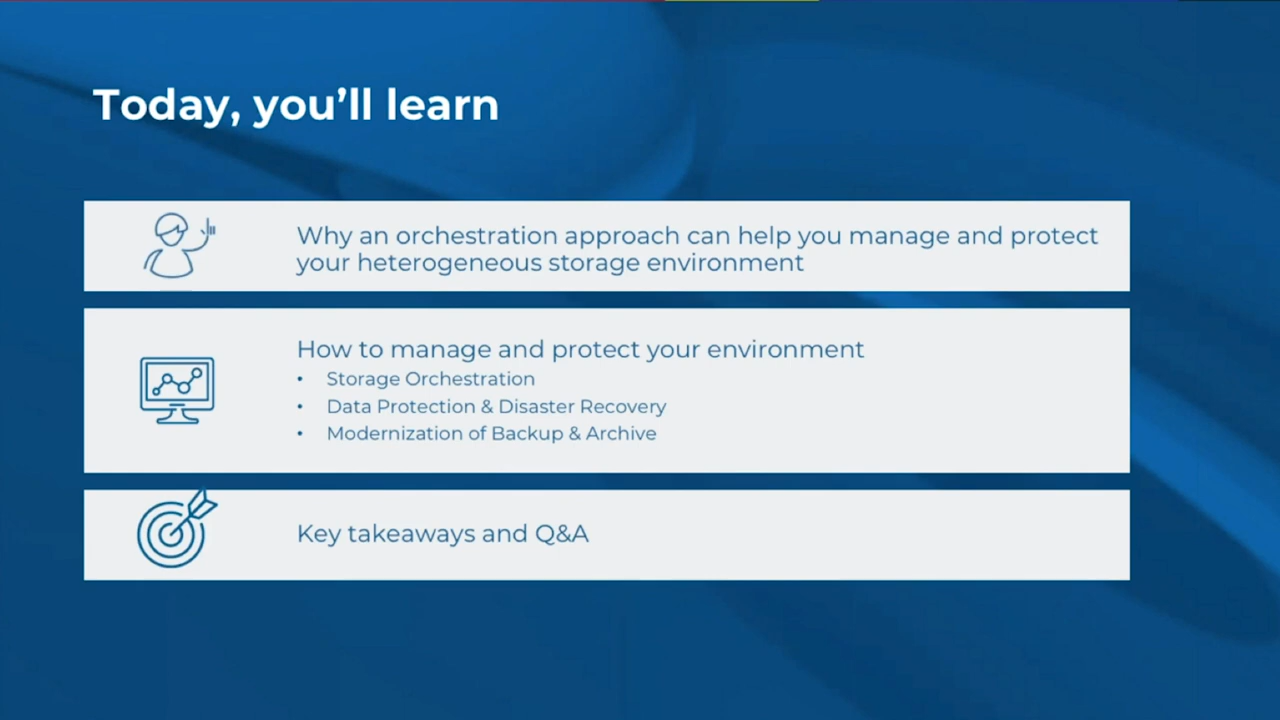 Today, you’ll learn
Why an orchestration approach can help you manage and protect
your heterogeneous storage environment
How to manage and protect your environment
• Storage Orchestration
• Data Protection & Disaster Recovery
• Modernization of Backup & Archive
Key takeaways and Q&A